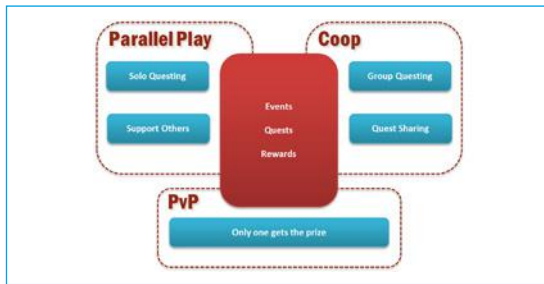 Parallel Play
Coop
Solo Questing
Group Questing
Events
Support Others
Quests
Quest Sharing
Rewards
PvP
Only one gets the prize